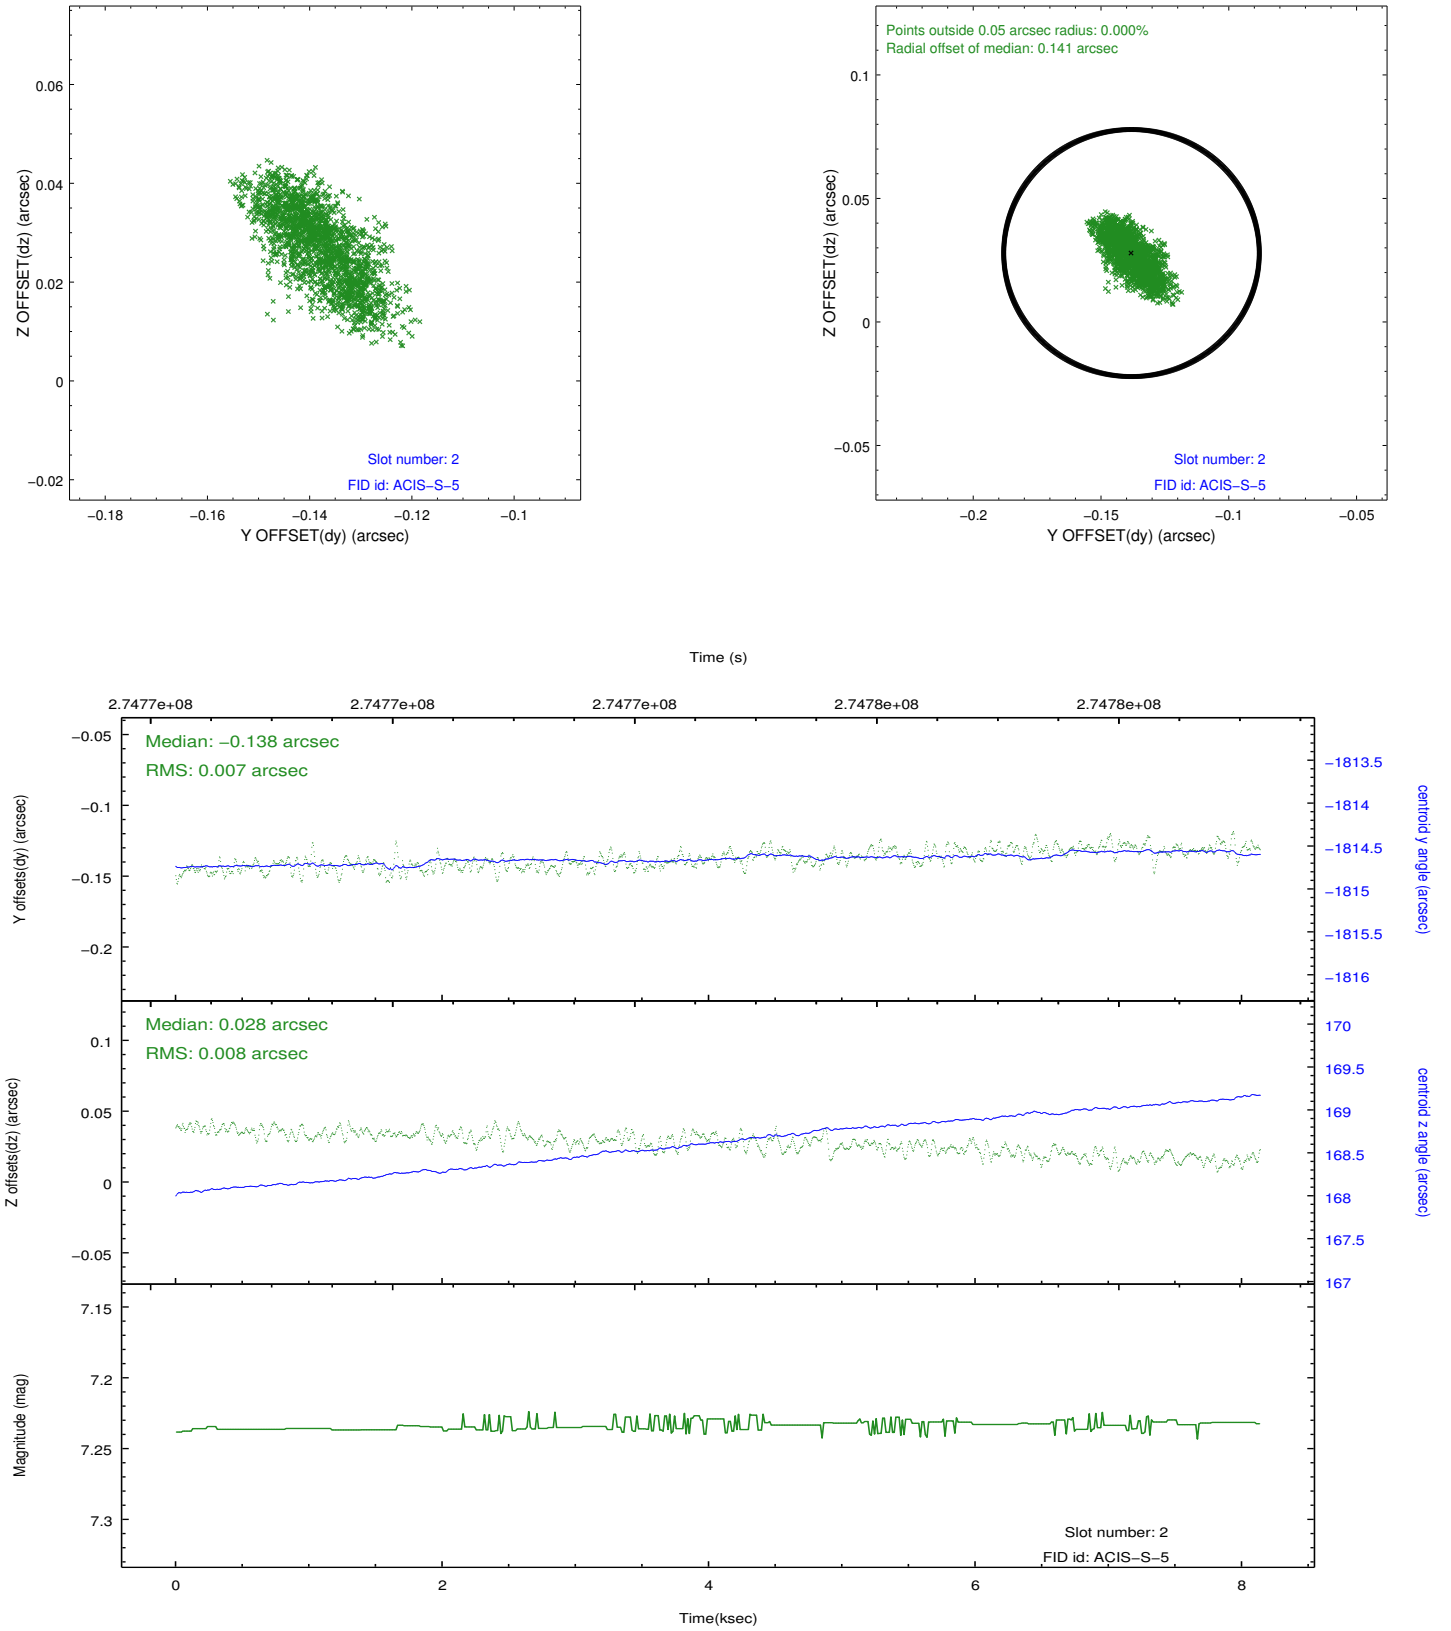 0.06
0.04
0.02
0
−0.02
Z OFFSET(dz) (arcsec)
Slot number: 2
FID id: ACIS−S−5
−0.18
−0.16
−0.14
−0.12
−0.1
Y OFFSET(dy) (arcsec)
Points outside 0.05 arcsec radius: 0.000%
Radial offset of median: 0.141 arcsec
0.1
0.05
0
−0.05
Z OFFSET(dz) (arcsec)
Slot number: 2
FID id: ACIS−S−5
−0.2
−0.15
−0.1
−0.05
Y OFFSET(dy) (arcsec)
Time (s)
2.7477e+08
2.7477e+08
2.7477e+08
2.7478e+08
2.7478e+08
Median: −0.138 arcsec
RMS: 0.007 arcsec
−0.05
−0.1
−0.15
−0.2
Y offsets(dy) (arcsec)
−1813.5
−1814
−1814.5
−1815
−1815.5
−1816
centroid y angle (arcsec)
Median: 0.028 arcsec
RMS: 0.008 arcsec
0.1
0.05
0
−0.05
Z offsets(dz) (arcsec)
170
169.5
169
168.5
168
167.5
167
centroid z angle (arcsec)
7.15
7.2
7.25
7.3
Magnitude (mag)
Slot number: 2
FID id: ACIS−S−5
0
2
4
6
8
Time(ksec)